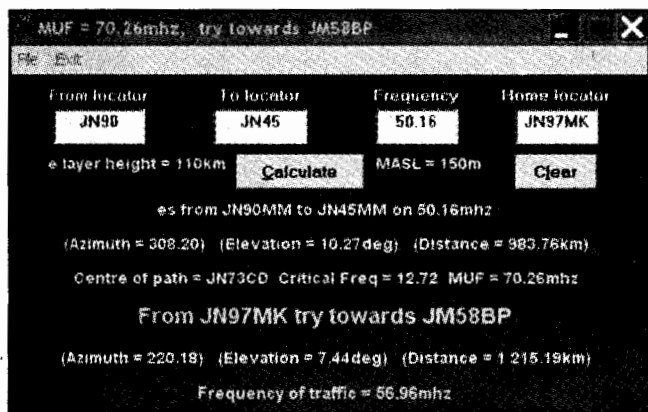 MUF = 70.26mhz, try towards JM58BP
File Exit
From locator To locator Frequency Home locator
JN90 JN45 50.16 JN97MK
e layer height = 110km Calculate MASL = 150m Clear
es from JN90MM to JN45MM on 50.16mhz
(Azimuth = 308.20) (Elevation = 10.27deg) (Distance = 983.76km)
Centre of path = JN73CD Critical Freq = 12.72 MUF = 70.26mhz
From JN97MK try towards JM58BP
(Azimuth = 220.18) (Elevation = 7.44deg) (Distance = 1 215.19km)
Frequency of traffic = 56.96mhz